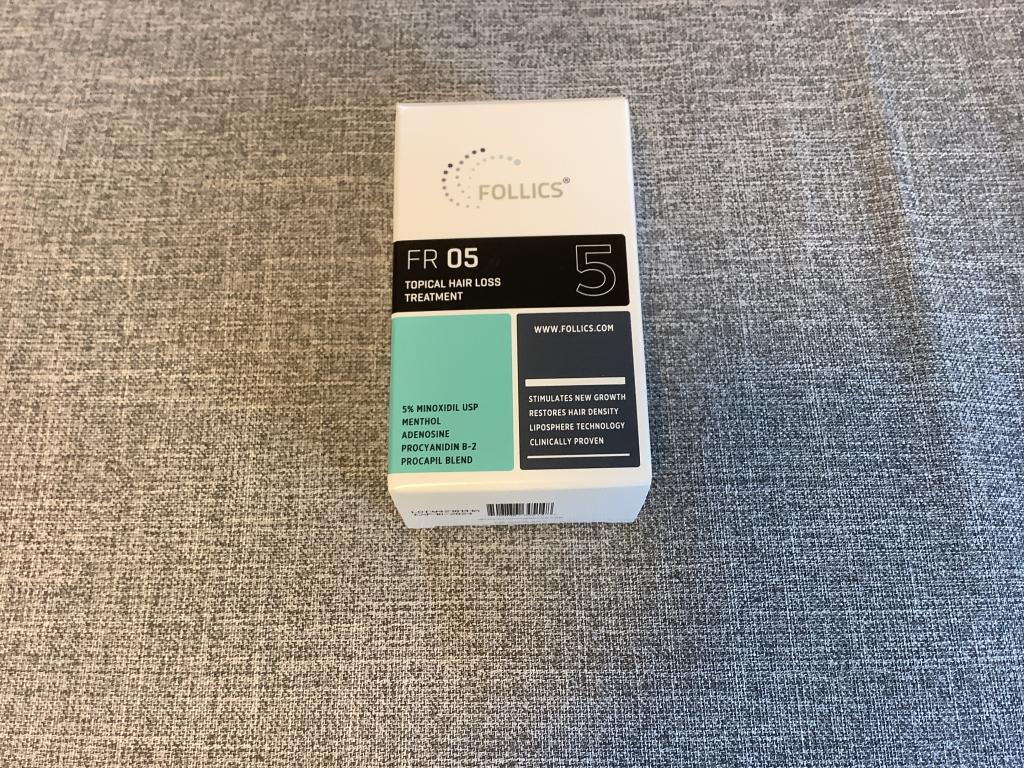 FOLLICS®
FR 05
5
TOPICAL HAIR LOSS
TREATMENT
WWW.FOLLICS.COM
5% MINOXIDIL USP
MENTHOL
ADENOSINE
PROCYANIDIN B-2
PROCAPIL BLEND
STIMULATES NEW GROWTH
RESTORES HAIR DENSITY
LIPOSPHERE TECHNOLOGY
CLINICALLY PROVEN